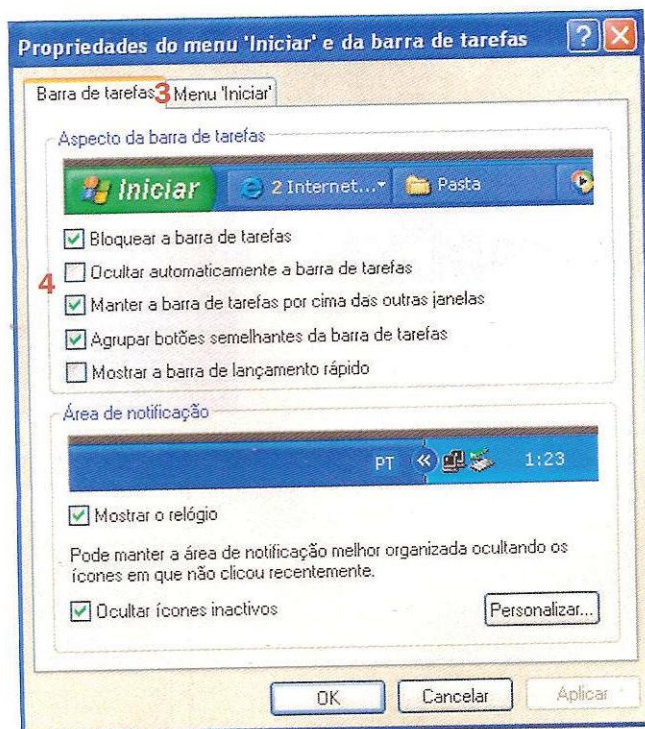 Propriedades do menu 'Iniciar' e da barra de tarefas
Barra de tarefas 3 Menu 'Iniciar'
Aspecto da barra de tarefas
Iniciar 2 Internet... Pasta
Bloquear a barra de tarefas
Ocultar automaticamente a barra de tarefas
4
Manter a barra de tarefas por cima das outras janelas
Agrupar botões semelhantes da barra de tarefas
Mostrar a barra de lançamento rápido
Área de notificação
PT « 1:23
Mostrar o relógio
Pode manter a área de notificação melhor organizada ocultando os
ícones em que não clicou recentemente.
Ocultar ícones inactivos Personalizar...
OK Cancelar Aplicar